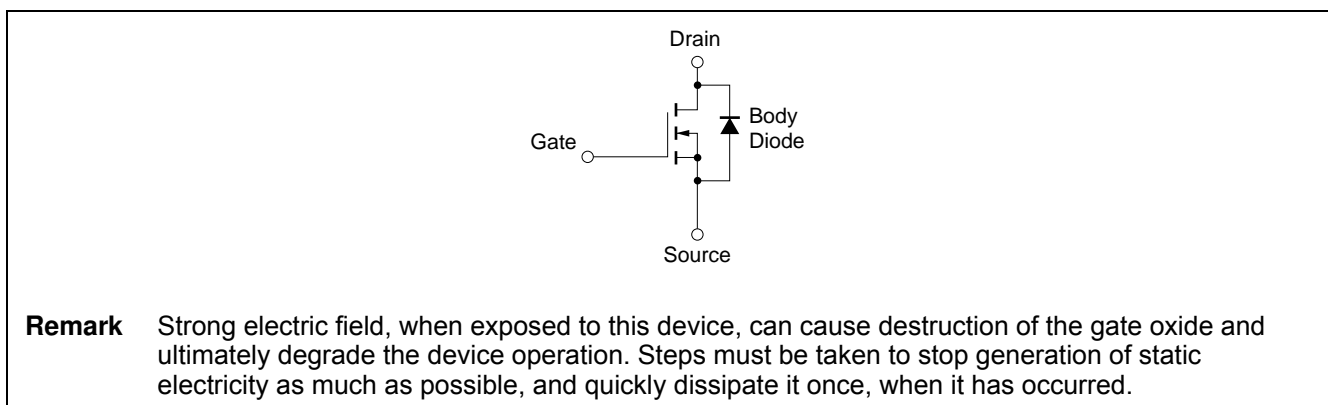 Drain
Body
Diode
Gate
Source
Remark Strong electric field, when exposed to this device, can cause destruction of the gate oxide and
ultimately degrade the device operation. Steps must be taken to stop generation of static
electricity as much as possible, and quickly dissipate it once, when it has occurred.